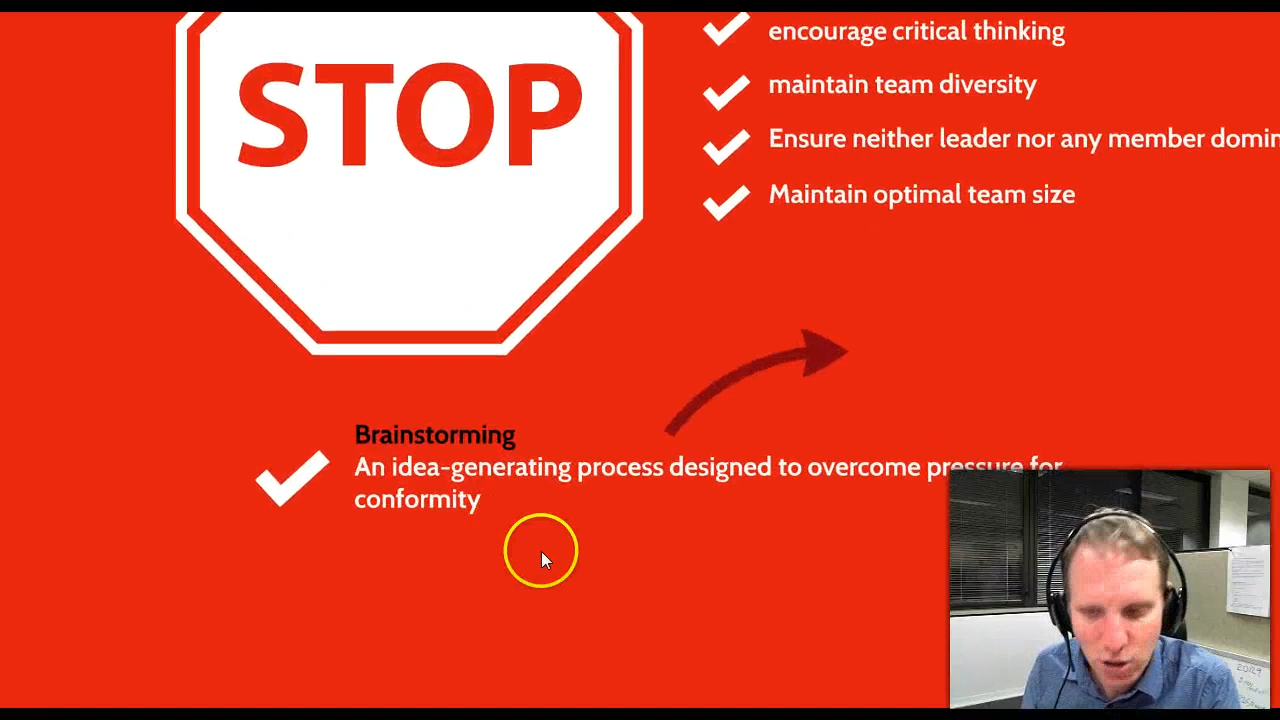 STOP
encourage critical thinking
maintain team diversity
Ensure neither leader nor any member
Maintain optimal team size
Brainstorming
An idea-generating process designed to overcome pressure for
conformity